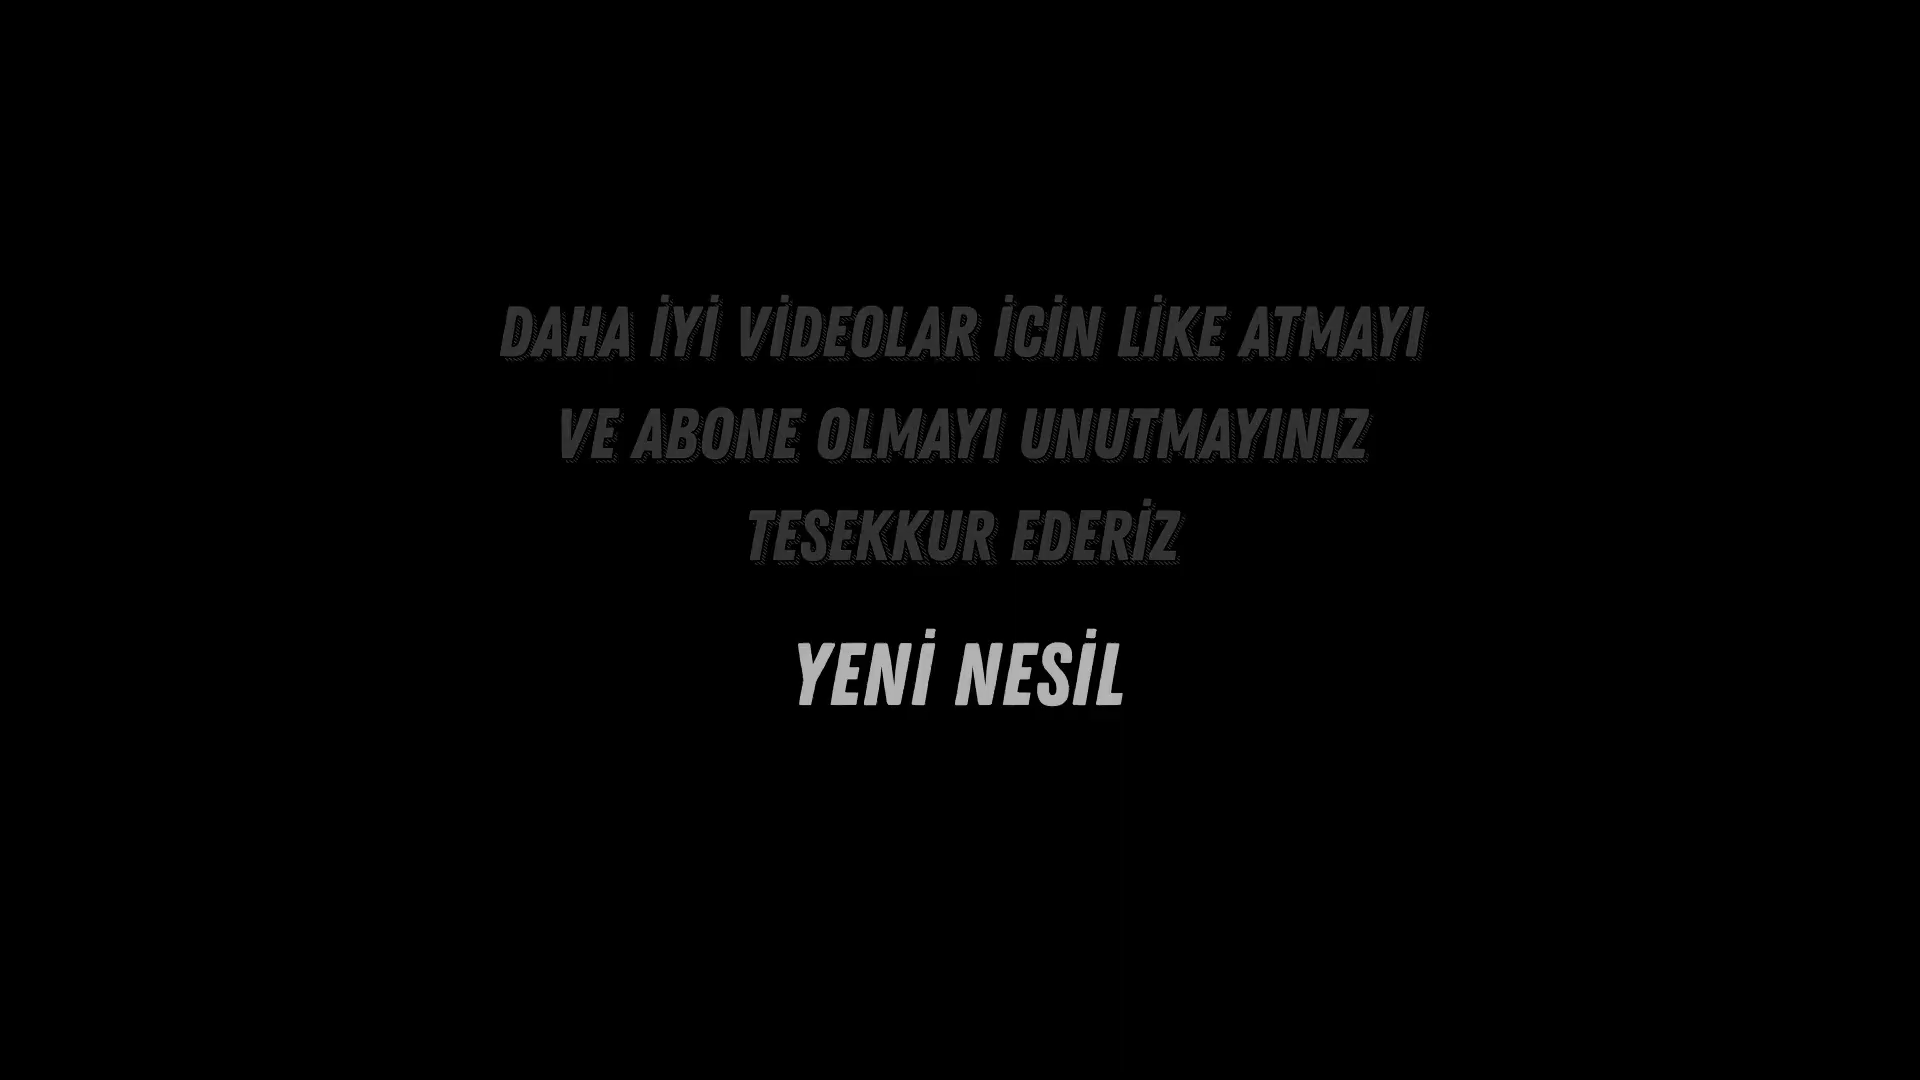 DAHA İYİ VİDEOLAR İCİN LİKE ATMAYI
VE ABONE OLMAYI UNUTMAYINIZ
TESEKKUR EDERİZ
YENİ NESİL